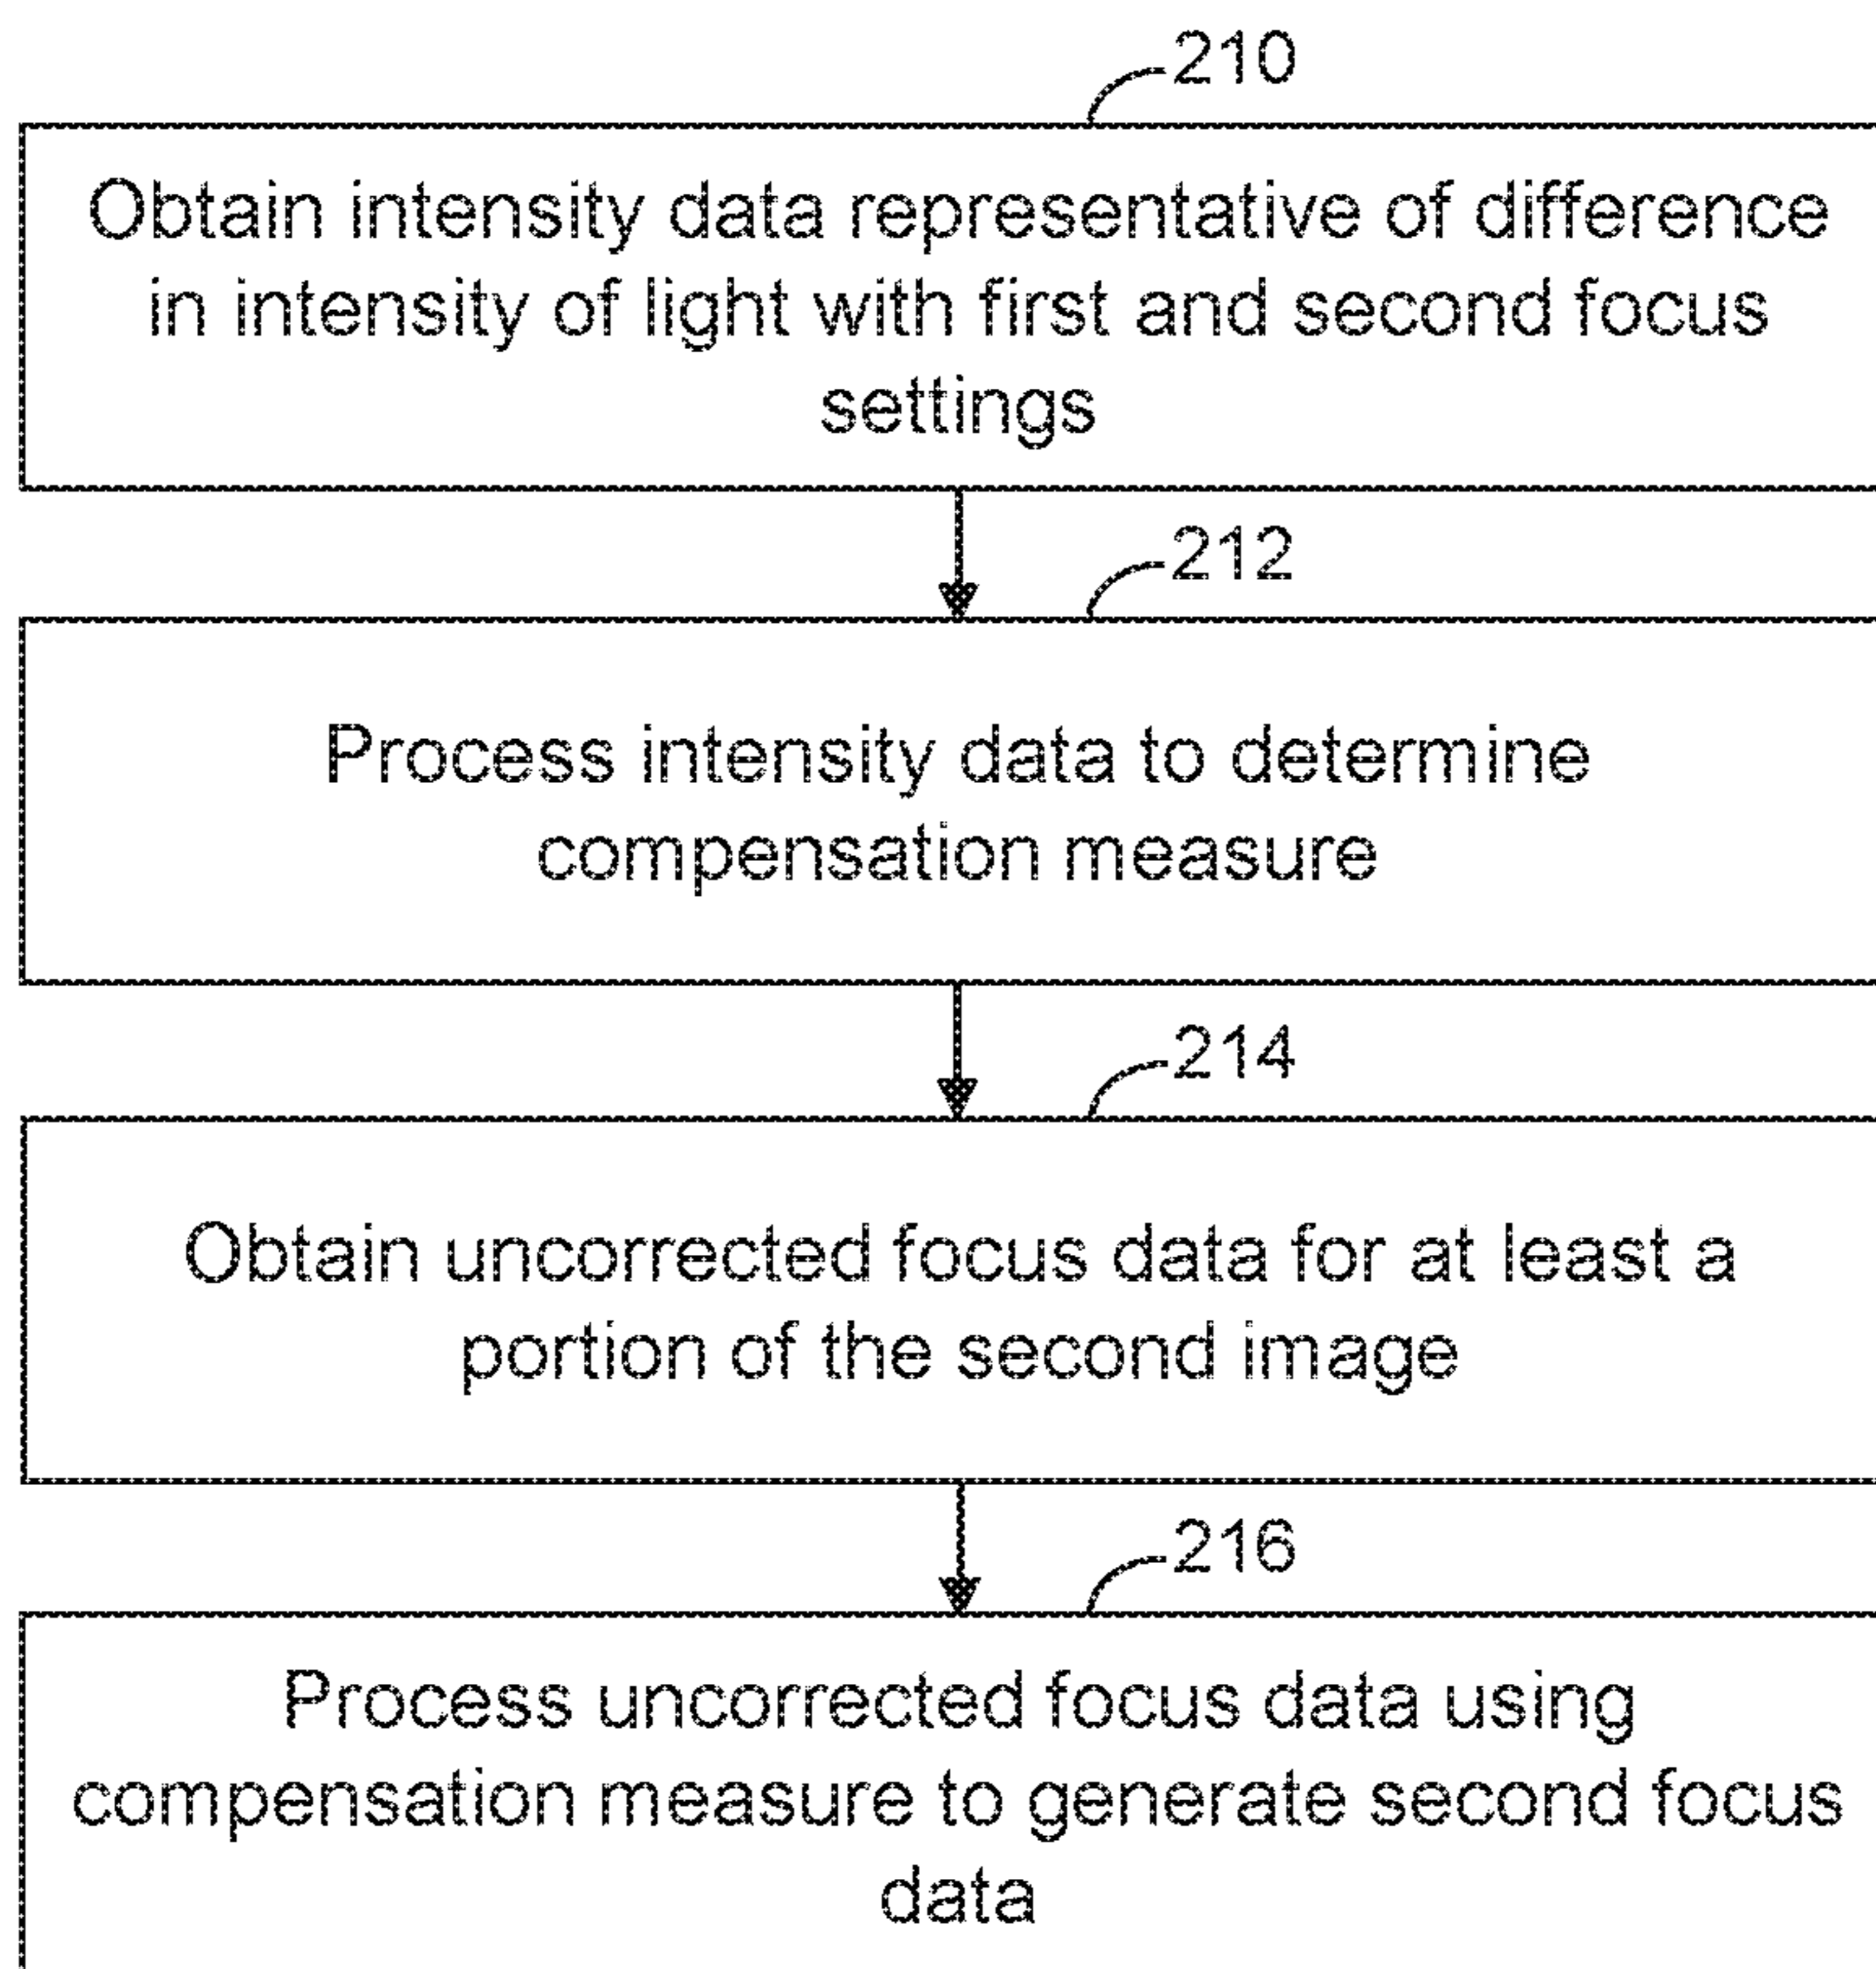 210
Obtain intensity data representative of difference
in intensity of light with first and second focus
settings
212
Process intensity data to determine
compensation measure
214
Obtain uncorrected focus data for at least a
portion of the second image
216
Process uncorrected focus data using
compensation measure to generate second focus
data